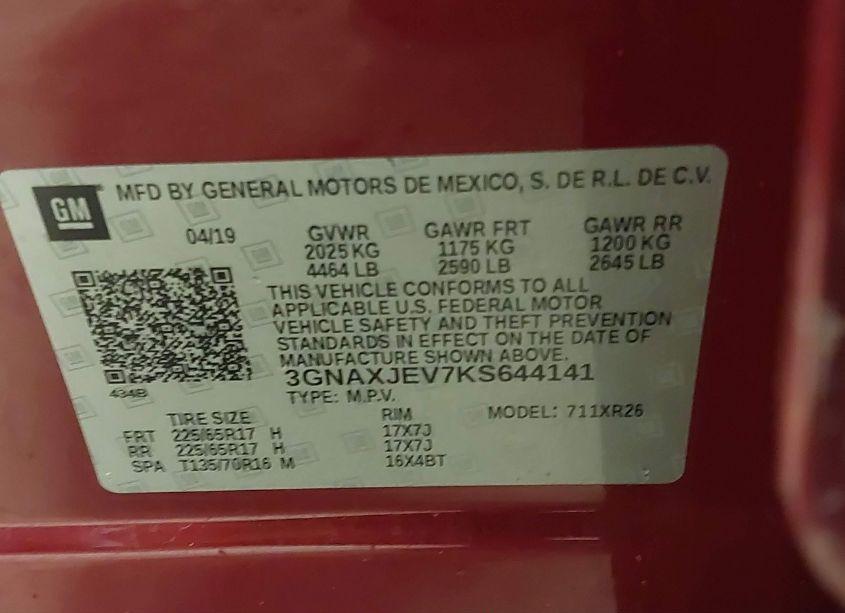 GM
MFD BY GENERAL MOTORS DE MEXICO, S. DE R.L. DE C.V.
04/19 GVWR GAWR FRT GAWR RR
2025 KG 1175 KG 1200 KG
4464 LB 2590 LB 2645 LB
THIS VEHICLE CONFORMS TO ALL
APPLICABLE U.S. FEDERAL MOTOR
VEHICLE SAFETY AND THEFT PREVENTION
STANDARDS IN EFFECT ON THE DATE OF
MANUFACTURE SHOWN ABOVE.
3GNAXJEV7KS644141
434B TYPE: M.P.V.
TIRE SIZE RIM MODEL: 711XR26
FRT 225/65R17 H 17X7J
RR 225/65R17 H 17X7J
SPA T135/70R16 M 16X4BT